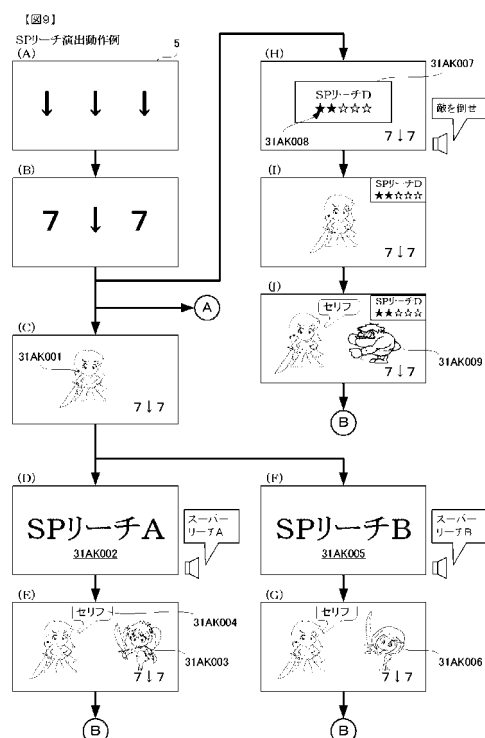 【図9】
SPリーチ演出動作例
5
(A)
↓ ↓ ↓
(B)
7 ↓ 7
A
(C)
31AK001
7↓7
(D)
SPリーチA
31AK002
スーパー
リーチA
(E)
セリフ
31AK004
31AK003
7↓7
B
(F)
SPリーチB
31AK005
スーパー
リーチB
(G)
セリフ
31AK006
7↓7
B
(H)
31AK007
SPリーチD
★★☆☆☆
31AK008
7↓7
敵を倒せ
(I)
SPリーチD
★★☆☆☆
7↓7
(J)
セリフ
SPリーチD
★★☆☆☆
31AK009
7↓7
B